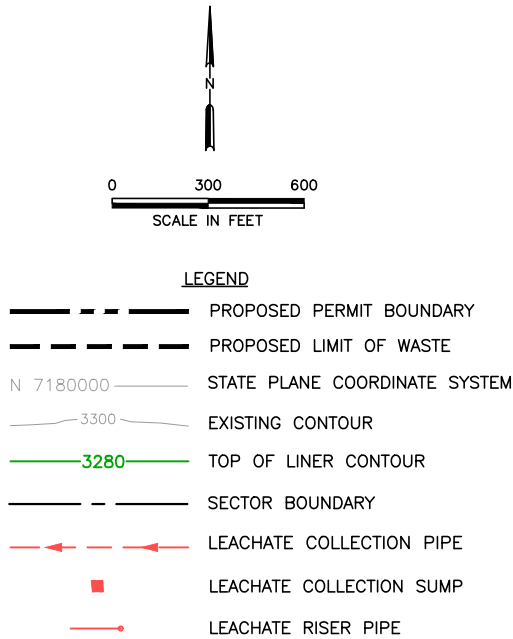 N
0 300 600
SCALE IN FEET
LEGEND
PROPOSED PERMIT BOUNDARY
PROPOSED LIMIT OF WASTE
N 7180000 STATE PLANE COORDINATE SYSTEM
3300 EXISTING CONTOUR
3280 TOP OF LINER CONTOUR
SECTOR BOUNDARY
LEACHATE COLLECTION PIPE
LEACHATE COLLECTION SUMP
LEACHATE RISER PIPE